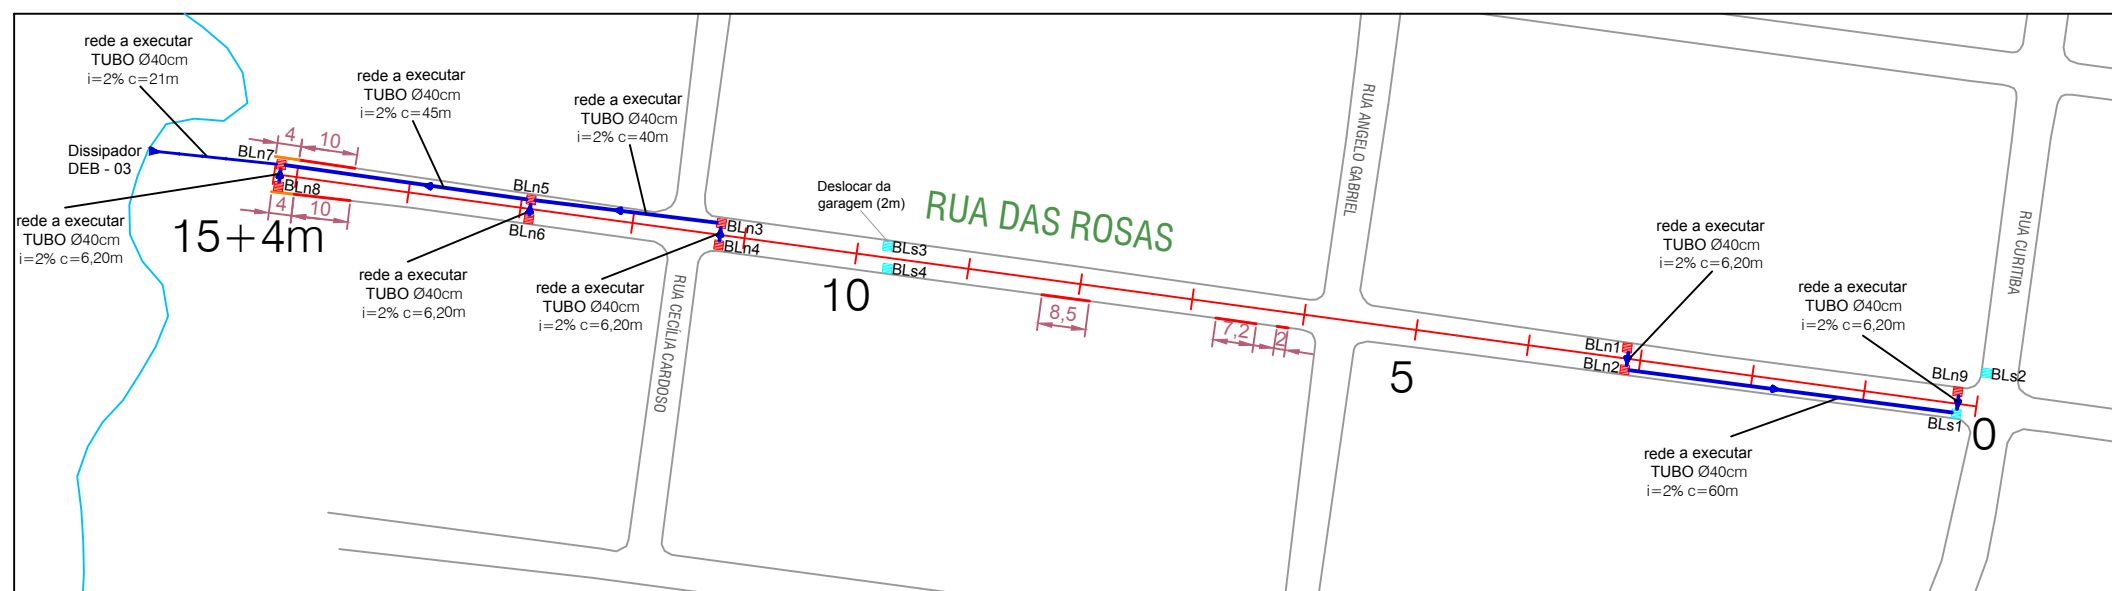 rede a executar
TUBO Ø40cm
i=2% c=21m
rede a executar
TUBO Ø40cm
i=2% c=45m
rede a executar
TUBO Ø40cm
i=2% c=40m
Dissipador
DEB - 03
BLn7
4
10
BLn8
4
10
rede a executar
TUBO Ø40cm
i=2% c=6,20m
15+4m
BLn5
BLn6
rede a executar
TUBO Ø40cm
i=2% c=6,20m
BLn3
BLn4
rede a executar
TUBO Ø40cm
i=2% c=6,20m
RUA CECÍLIA CARDOSO
Deslocar da
garagem (2m)
BLs3
BLs4
10
RUA DAS ROSAS
8,5
7,2
2
RUA ANGELO GABRIEL
5
rede a executar
TUBO Ø40cm
i=2% c=6,20m
BLn1
BLn2
rede a executar
TUBO Ø40cm
i=2% c=6,20m
RUA CURITIBA
BLn9
BLs2
BLs1
0
rede a executar
TUBO Ø40cm
i=2% c=60m